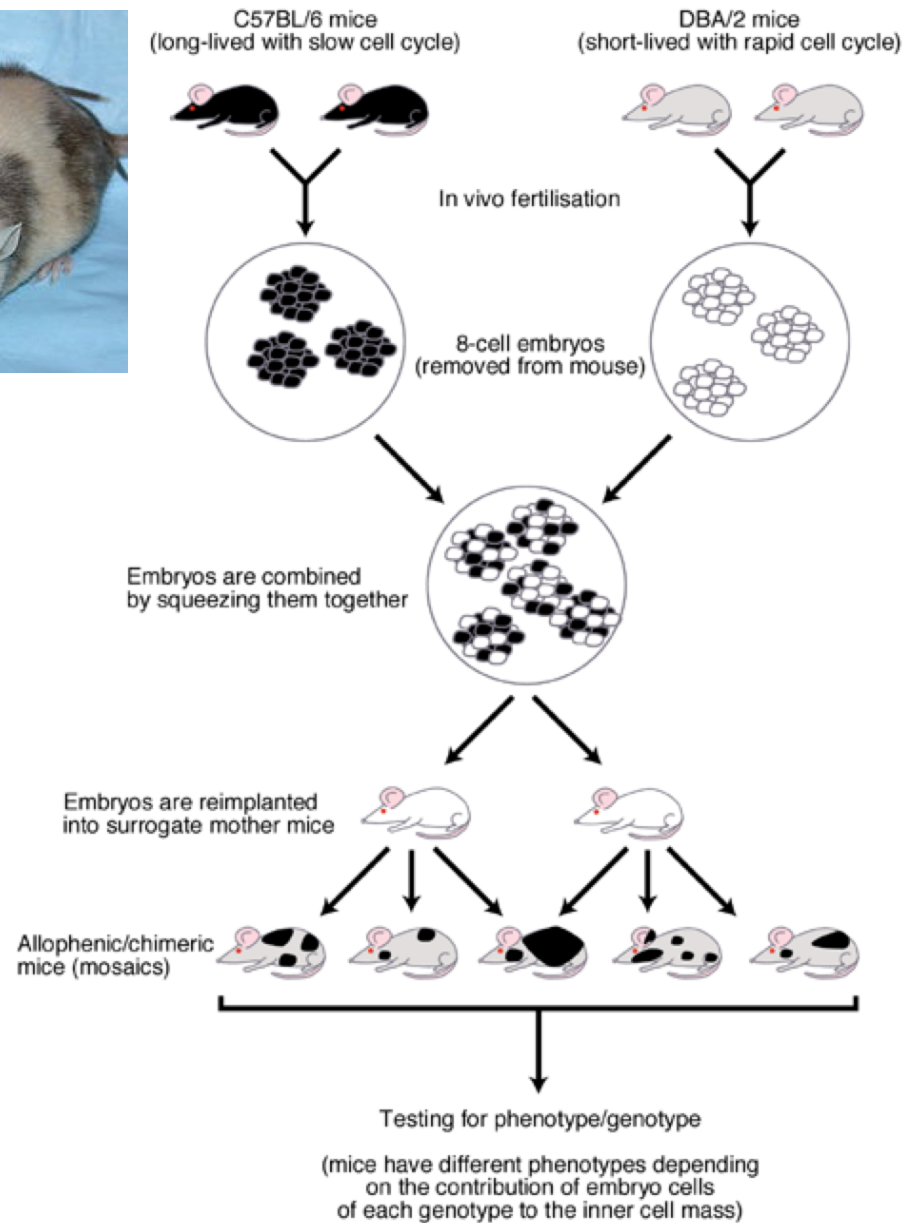 C57BL/6 mice
(long-lived with slow cell cycle)
DBA/2 mice
(short-lived with rapid cell cycle)
In vivo fertilisation
8-cell embryos
(removed from mouse)
Embryos are combined
by squeezing them together
Embryos are reimplanted
into surrogate mother mice
Allophenic/chimeric
mice (mosaics)
Testing for phenotype/genotype
(mice have different phenotypes depending
on the contribution of embryo cells
of each genotype to the inner cell mass)